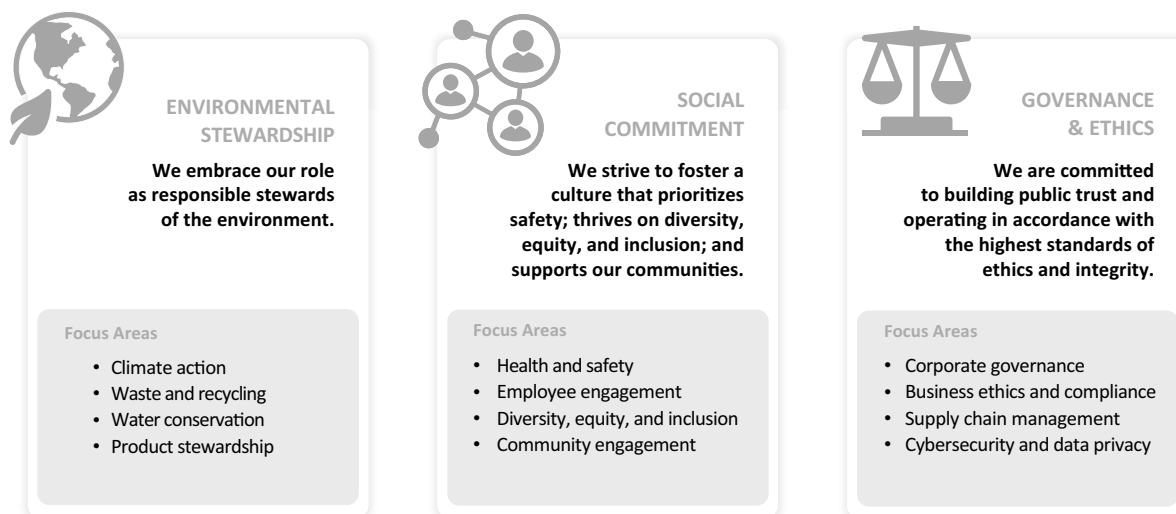 ENVIRONMENTAL
STEWARDSHIP
We embrace our role
as responsible stewards
of the environment.
Focus Areas
• Climate action
• Waste and recycling
• Water conservation
• Product stewardship
SOCIAL
COMMITMENT
We strive to foster a
culture that prioritizes
safety; thrives on diversity,
equity, and inclusion; and
supports our communities.
Focus Areas
• Health and safety
• Employee engagement
• Diversity, equity, and inclusion
• Community engagement
GOVERNANCE
& ETHICS
We are committed
to building public trust and
operating in accordance with
the highest standards of
ethics and integrity.
Focus Areas
• Corporate governance
• Business ethics and compliance
• Supply chain management
• Cybersecurity and data privacy